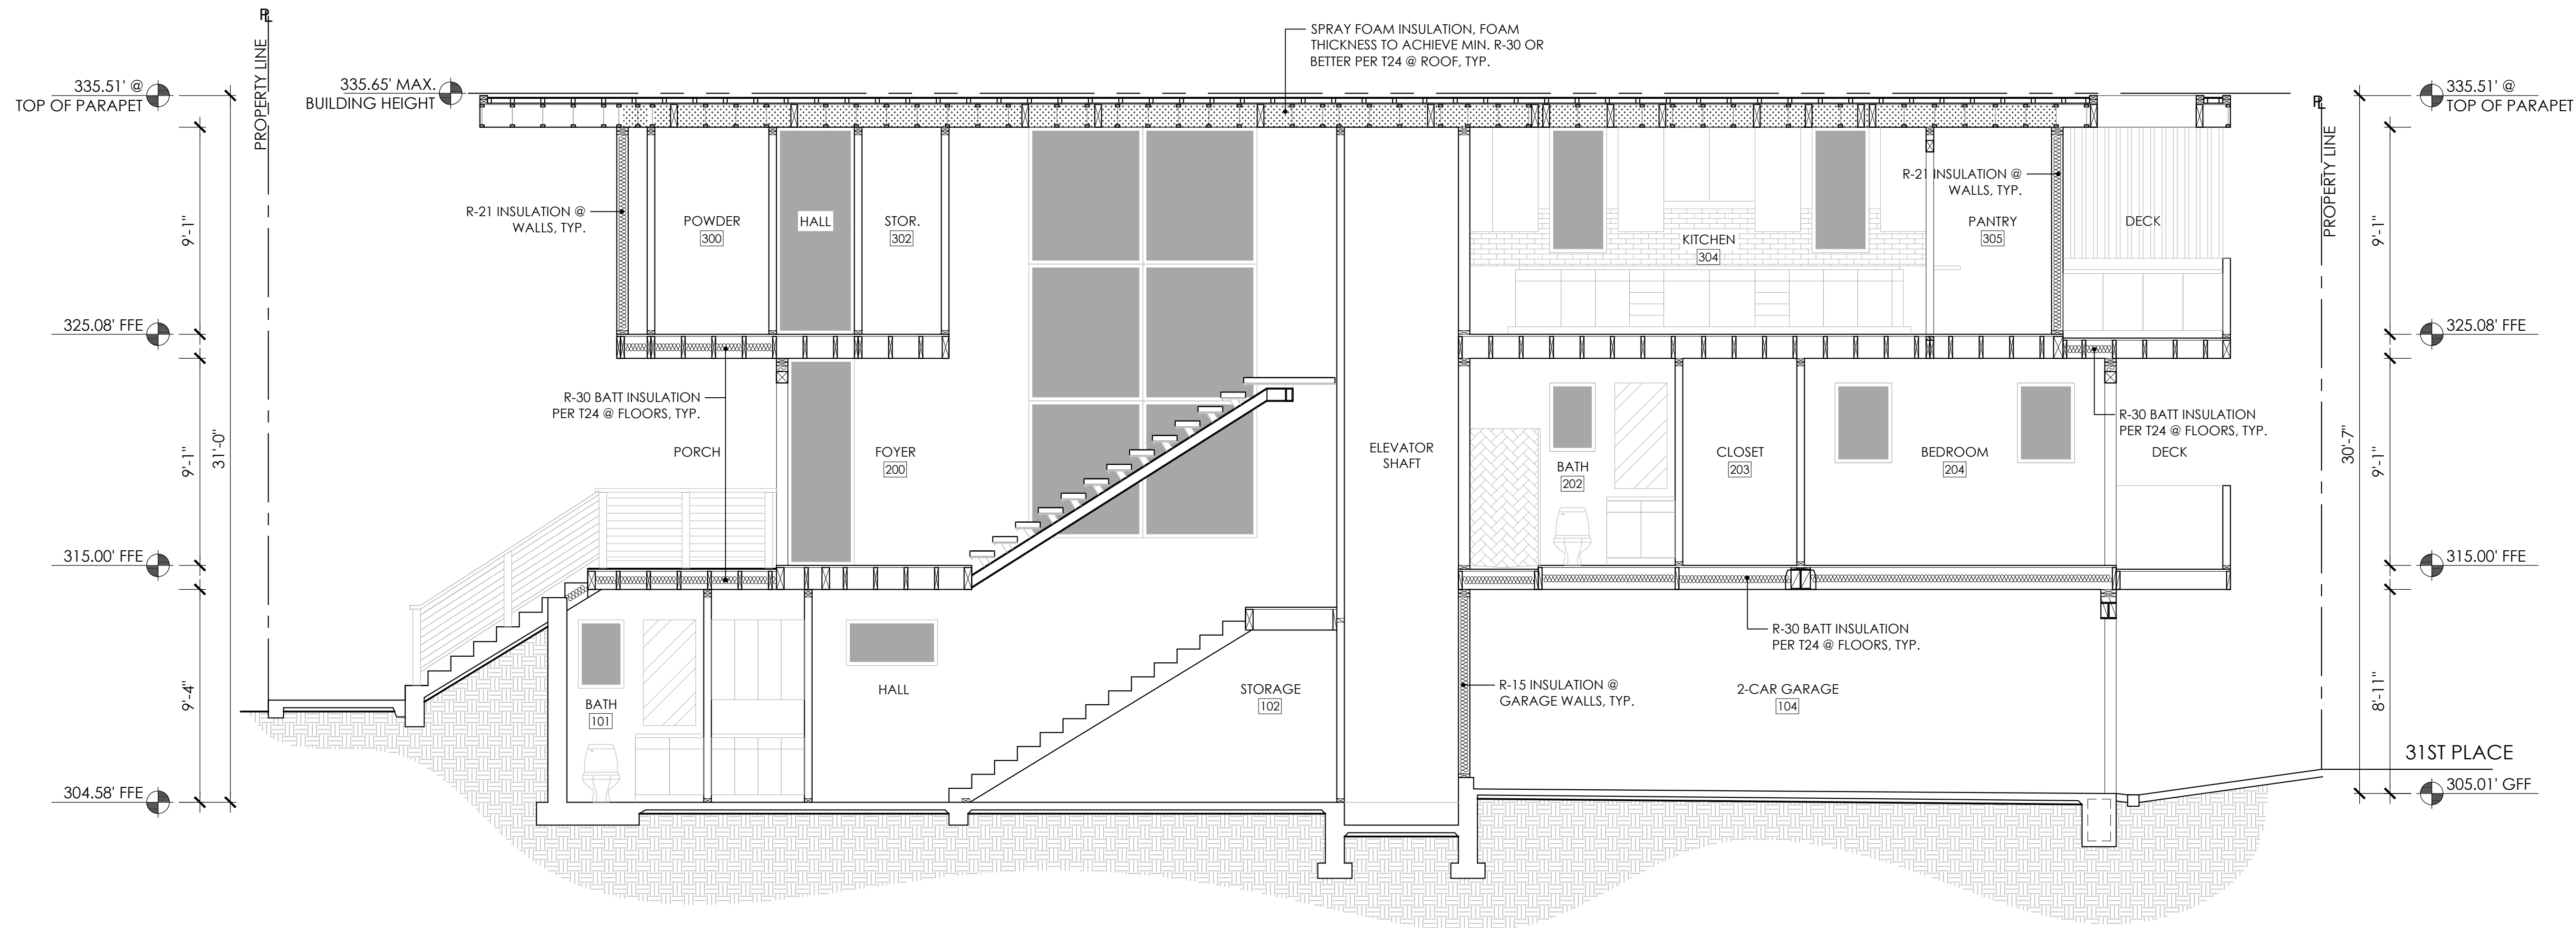 PL
PROPERTY LINE
335.51' @
TOP OF PARAPET
335.65' MAX.
BUILDING HEIGHT
SPRAY FOAM INSULATION, FOAM
THICKNESS TO ACHIEVE MIN. R-30 OR
BETTER PER T24 @ ROOF, TYP.
335.51' @
TOP OF PARAPET
PL
PROPERTY LINE
9'-1"
R-21 INSULATION @
WALLS, TYP.
POWDER
300
HALL
STOR.
302
KITCHEN
304
R-21 INSULATION @
WALLS, TYP.
PANTRY
305
DECK
9'-1"
325.08' FFE
325.08' FFE
R-30 BATT INSULATION
PER T24 @ FLOORS, TYP.
PORCH
FOYER
200
ELEVATOR
SHAFT
BATH
202
CLOSET
203
BEDROOM
204
R-30 BATT INSULATION
PER T24 @ FLOORS, TYP.
DECK
9'-1"
31'-0"
30'-7"
9'-1"
315.00' FFE
315.00' FFE
9'-4"
BATH
101
HALL
STORAGE
102
R-15 INSULATION @
GARAGE WALLS, TYP.
R-30 BATT INSULATION
PER T24 @ FLOORS, TYP.
2-CAR GARAGE
104
8'-11"
31ST PLACE
304.58' FFE
305.01' GFF